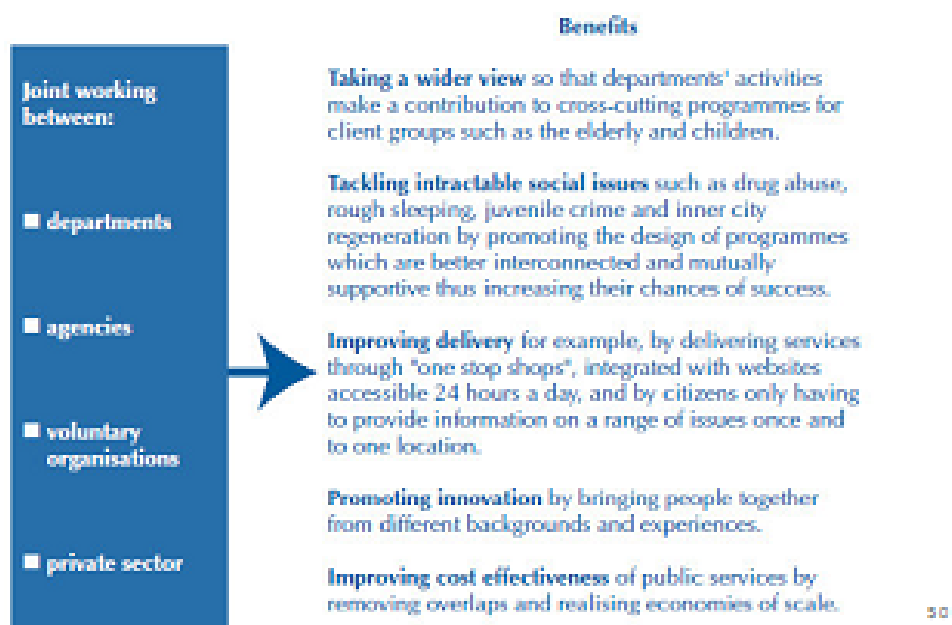 Benefits
Joint working
between:
■ departments
■ agencies
■ voluntary
organisations
■ private sector
Taking a wider view so that departments' activities
make a contribution to cross-cutting programmes for
client groups such as the elderly and children.
Tackling intractable social issues such as drug abuse,
rough sleeping, juvenile crime and inner city
regeneration by promoting the design of programmes
which are better interconnected and mutually
supportive thus increasing their chances of success.
Improving delivery for example, by delivering services
through "one stop shops", integrated with websites
accessible 24 hours a day, and by citizens only having
to provide information on a range of issues once and
to one location.
Promoting innovation by bringing people together
from different backgrounds and experiences.
Improving cost effectiveness of public services by
removing overlaps and realising economies of scale.
50